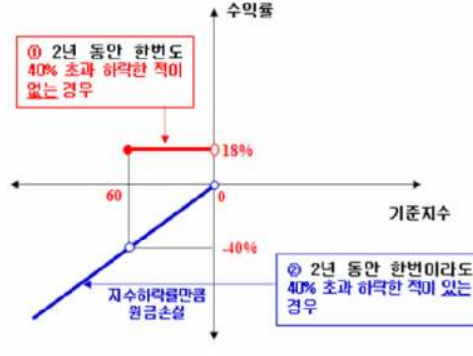 수익률
① 2년 동안 한번도
40% 초과 하락한 적이
없는 경우
18%
60
0
기준지수
-40%
② 2년 동안 한번이라도
40% 초과 하락한 적이 있는
경우
지수하락률만큼
원금손실